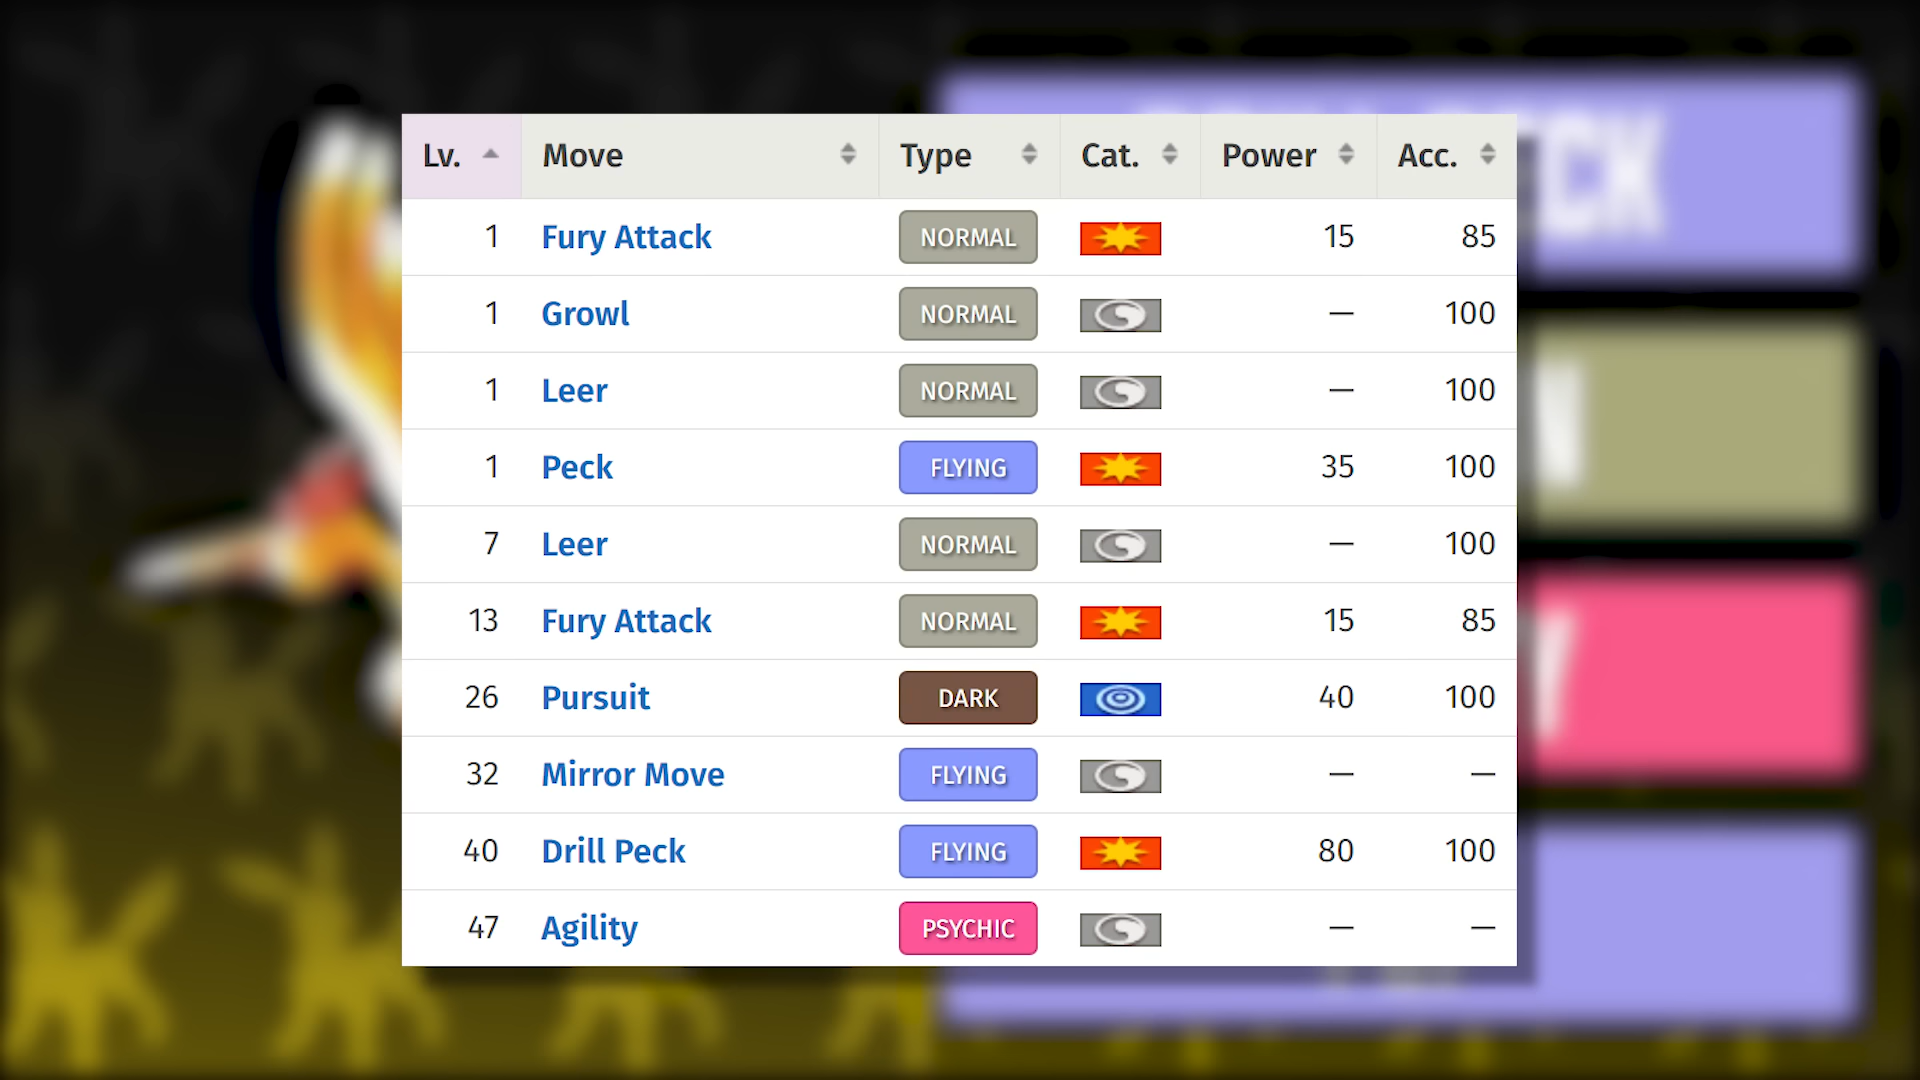 Lv. Move Type Cat. Power Acc.
1 Fury Attack NORMAL 15 85
1 Growl NORMAL — 100
1 Leer NORMAL — 100
1 Peck FLYING 35 100
7 Leer NORMAL — 100
13 Fury Attack NORMAL 15 85
26 Pursuit DARK 40 100
32 Mirror Move FLYING — —
40 Drill Peck FLYING 80 100
47 Agility PSYCHIC — —